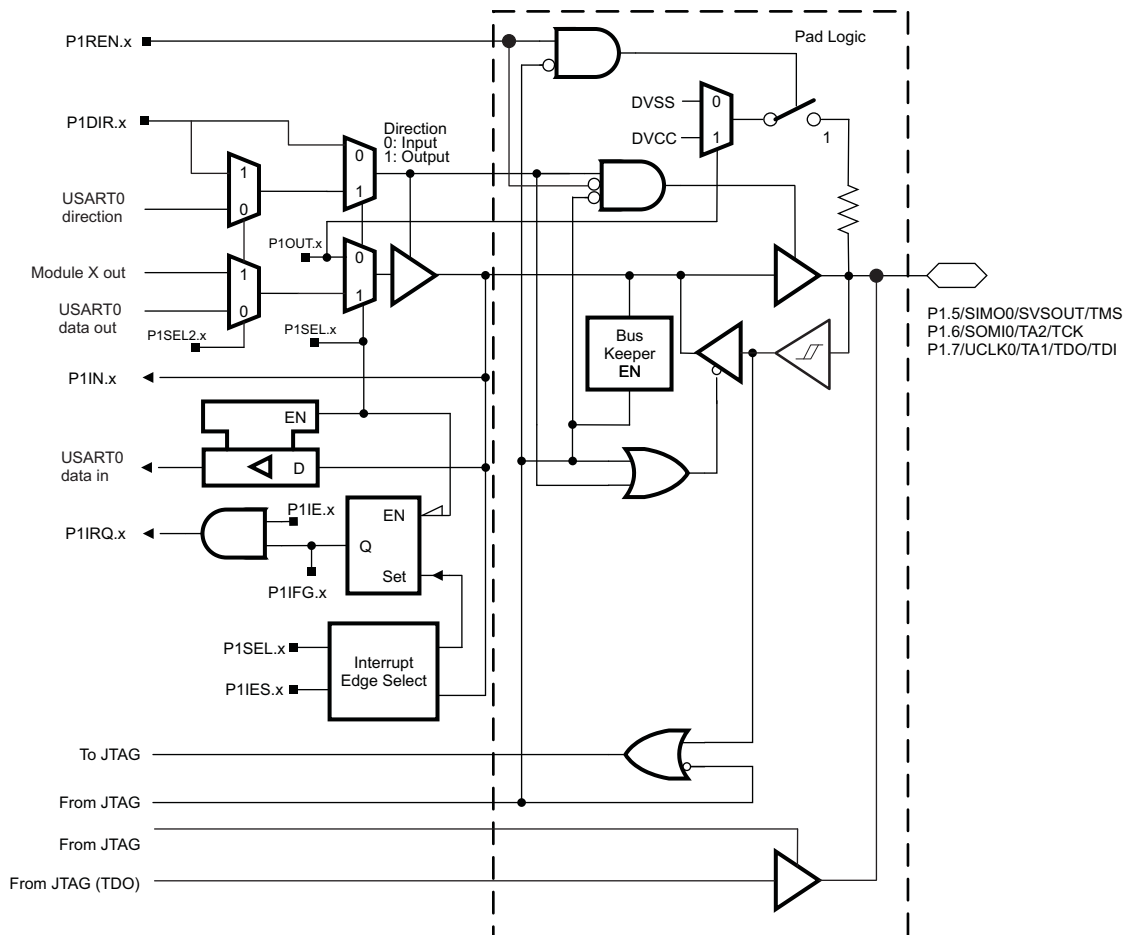 P1REN.x
Pad Logic
DVSS
0
DVCC
1
1
P1DIR.x
Direction
0: Input
1: Output
0
1
1
0
USART0
direction
P1OUT.x
0
1
Module X out
1
USART0
data out
0
P1SEL2.x
P1SEL.x
Bus
Keeper
EN
P1.5/SIMO0/SVSOUT/TMS
P1.6/SOMI0/TA2/TCK
P1.7/UCLK0/TA1/TDO/TDI
P1IN.x
EN
USART0
data in
D
P1IE.x
P1IRQ.x
EN
Q
Set
P1IFG.x
P1SEL.x
P1IES.x
Interrupt
Edge Select
To JTAG
From JTAG
From JTAG
From JTAG (TDO)